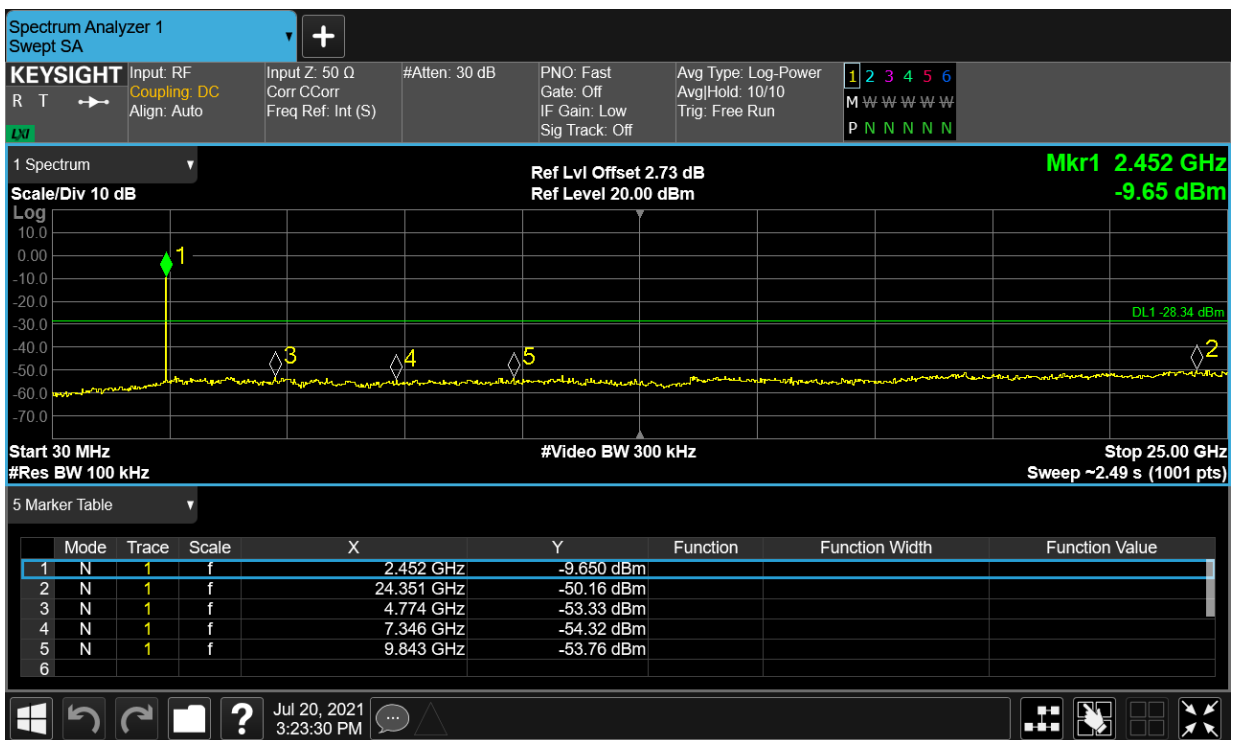 Spectrum Analyzer 1
Swept SA
KEYSIGHT
R T
LXI
Input: RF
Coupling: DC
Align: Auto
Input Z: 50 Ω
Corr CCorr
Freq Ref: Int (S)
#Atten: 30 dB
PNO: Fast
Gate: Off
IF Gain: Low
Sig Track: Off
Avg Type: Log-Power
Avg|Hold: 10/10
Trig: Free Run
1 2 3 4 5 6
M W W W W W
P N N N N N
1 Spectrum
Scale/Div 10 dB
Ref Lvl Offset 2.73 dB
Ref Level 20.00 dBm
Mkr1 2.452 GHz
-9.65 dBm
Log
10.0
0.00
-10.0
-20.0
-30.0
-40.0
-50.0
-60.0
-70.0
1
DL1 -28.34 dBm
3
4
5
2
Start 30 MHz
#Video BW 300 kHz
Stop 25.00 GHz
#Res BW 100 kHz
Sweep ~2.49 s (1001 pts)
5 Marker Table
Mode Trace Scale X Y Function Function Width Function Value
1 N 1 f 2.452 GHz -9.650 dBm
2 N 1 f 24.351 GHz -50.16 dBm
3 N 1 f 4.774 GHz -53.33 dBm
4 N 1 f 7.346 GHz -54.32 dBm
5 N 1 f 9.843 GHz -53.76 dBm
6
?
Jul 20, 2021
3:23:30 PM